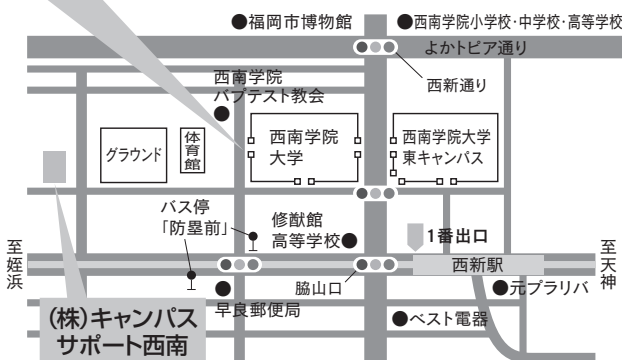 ●福岡市博物館
●西南学院小学校・中学校・高等学校
よかトピア通り
西新通り
西南学院
バプテスト教会
グラウンド
体育館
西南学院
大学
西南学院大学
東キャンパス
バス停
「防塁前」
修猷館
高等学校●
1番出口
至姪浜
西新駅
至天神
脇山口
●元プラリバ
早良郵便局
●ベスト電器
(株)キャンパス
サポート西南